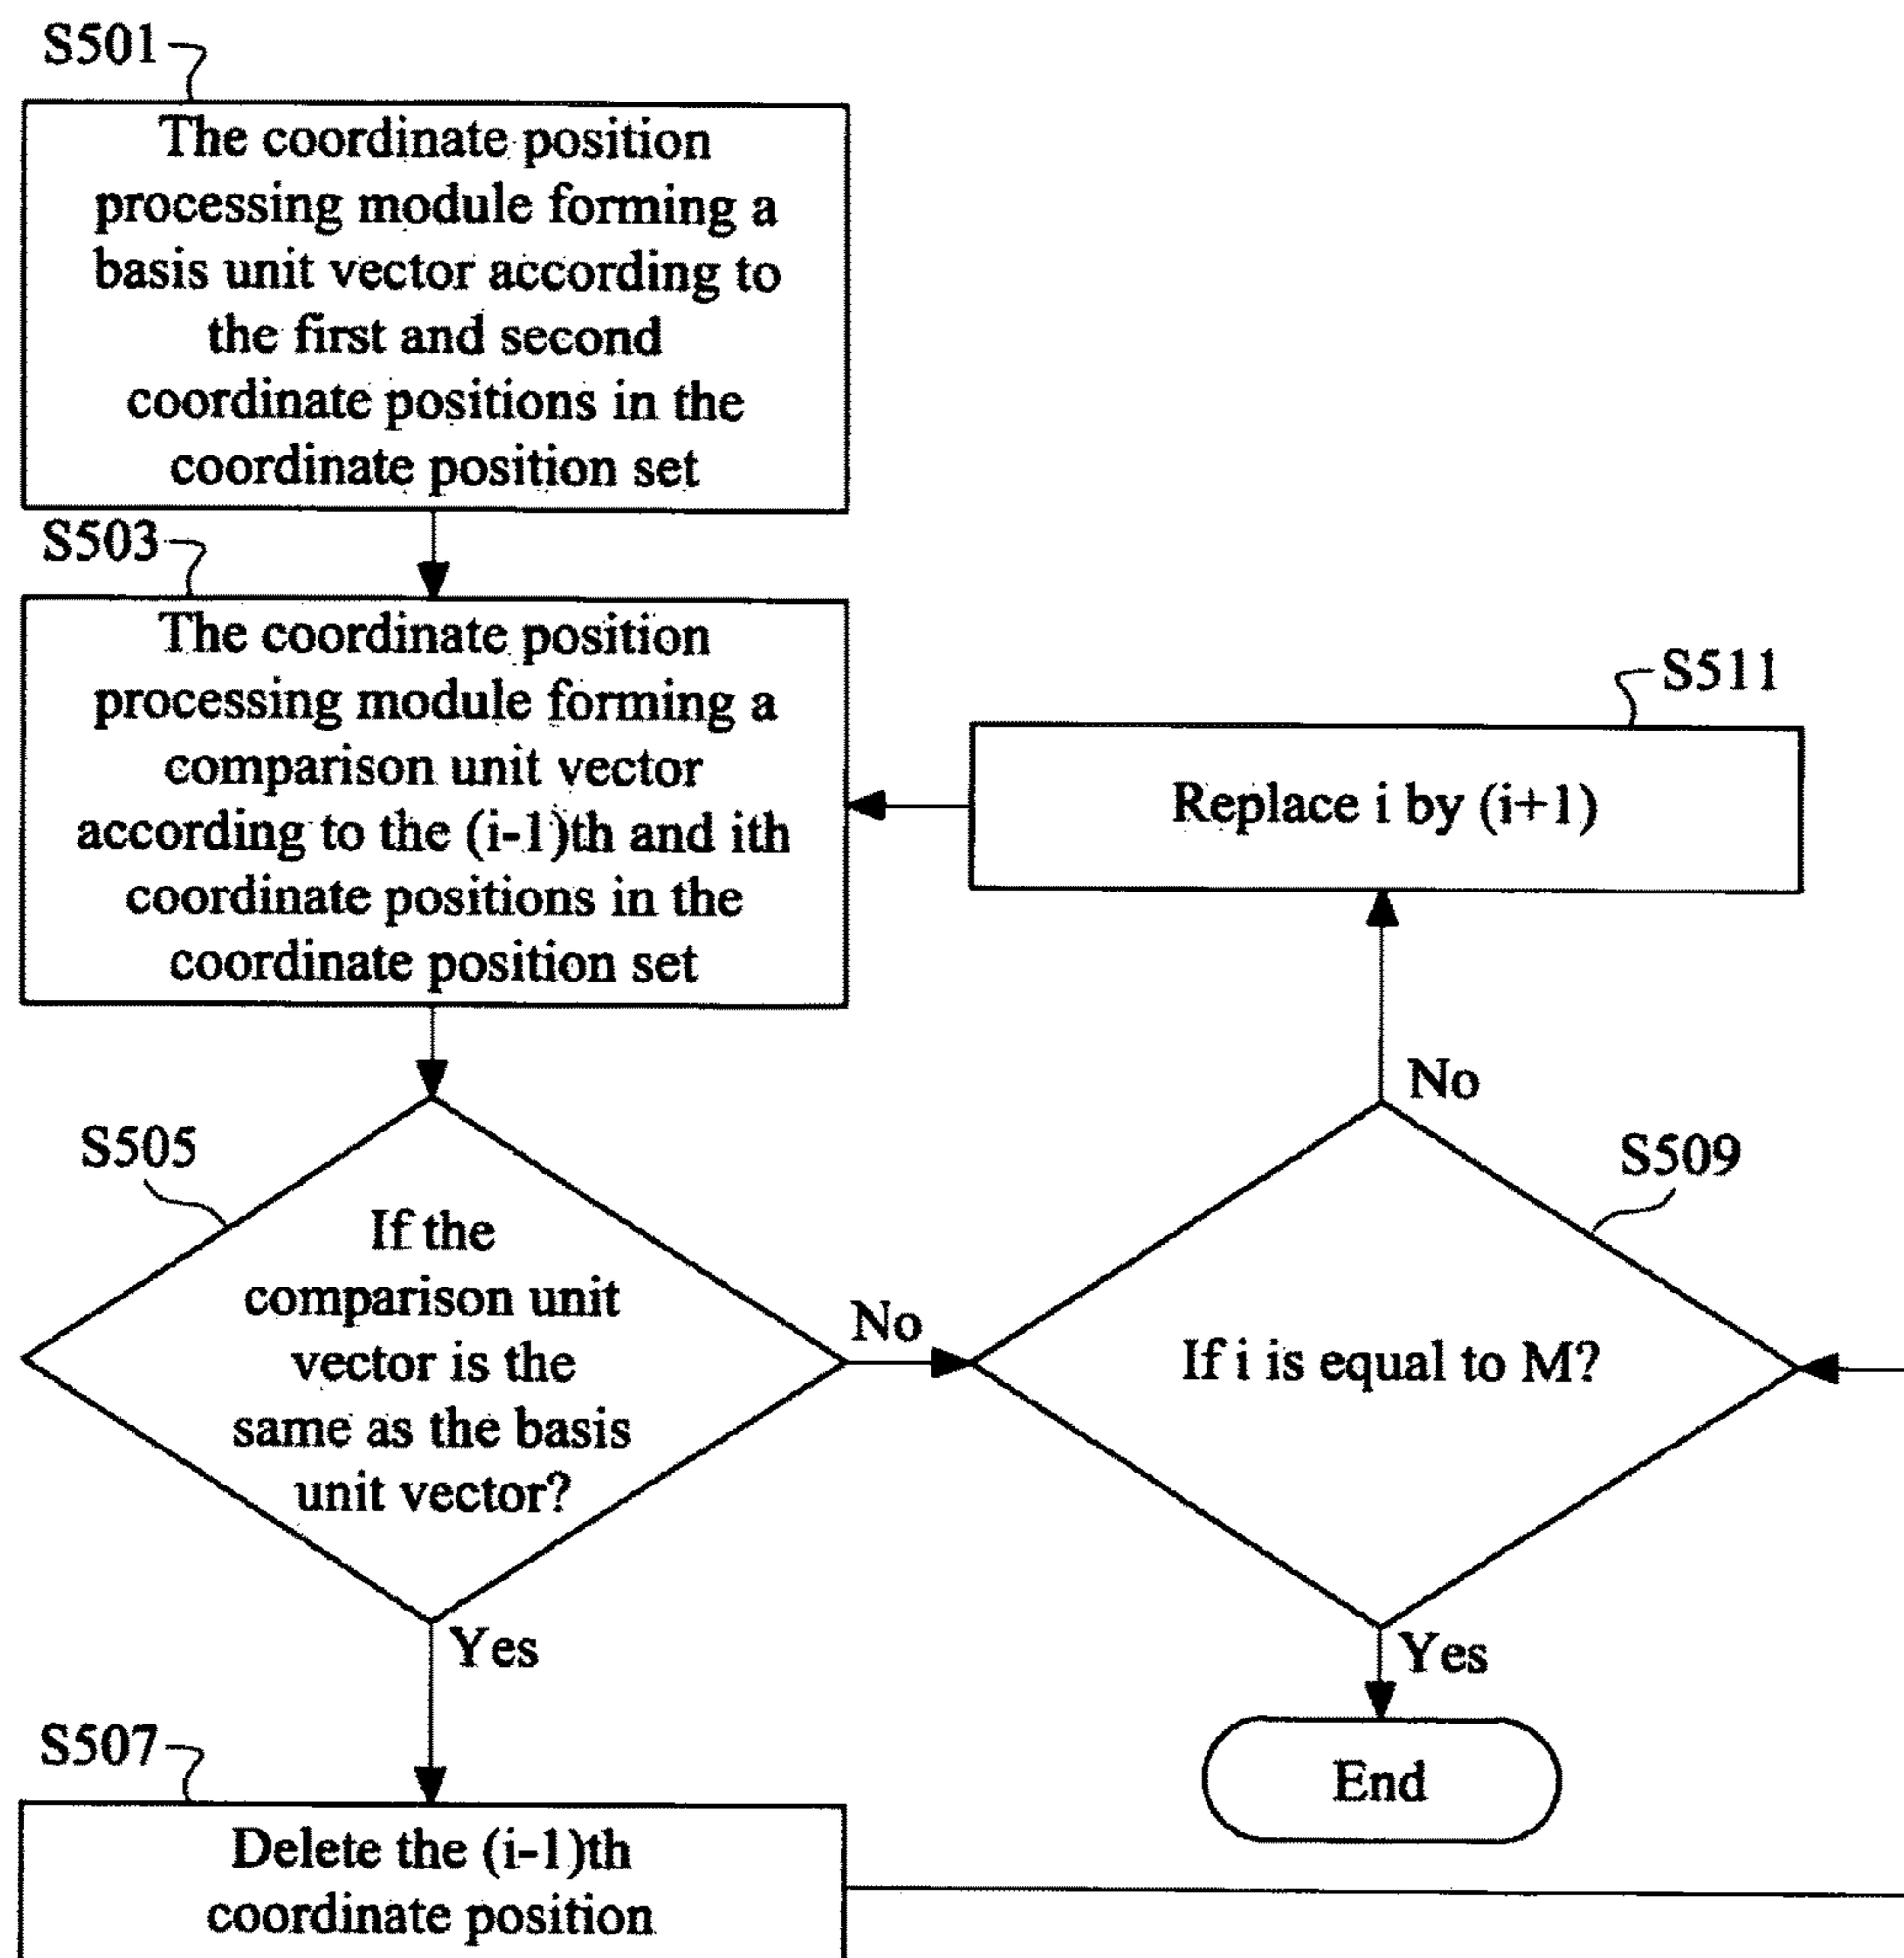 S501
The coordinate position
processing module forming a
basis unit vector according to
the first and second
coordinate positions in the
coordinate position set
S503
The coordinate position
processing module forming a
comparison unit vector
according to the (i-1)th and ith
coordinate positions in the
coordinate position set
S511
Replace i by (i+1)
S505
If the
comparison unit
vector is the
same as the basis
unit vector?
No
Yes
S509
If i is equal to M?
No
Yes
End
S507
Delete the (i-1)th
coordinate position